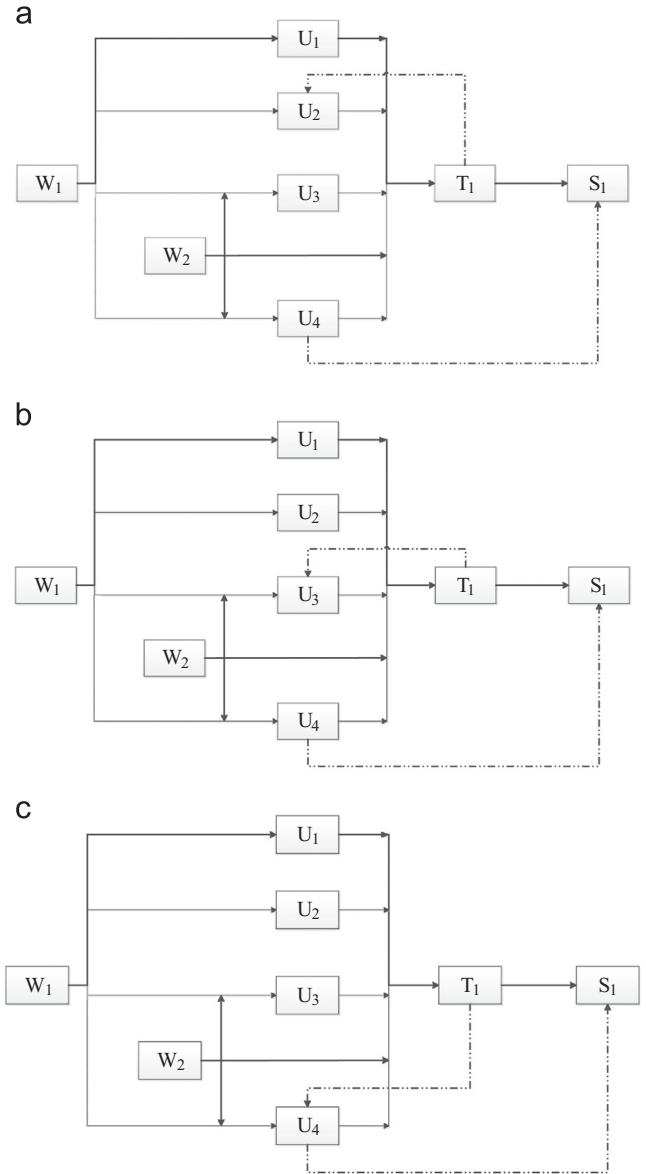 a
U₁
U₂
W₁ U₃ T₁ S₁
W₂
U₄
b
U₁
U₂
W₁ U₃ T₁ S₁
W₂
U₄
c
U₁
U₂
W₁ U₃ T₁ S₁
W₂
U₄